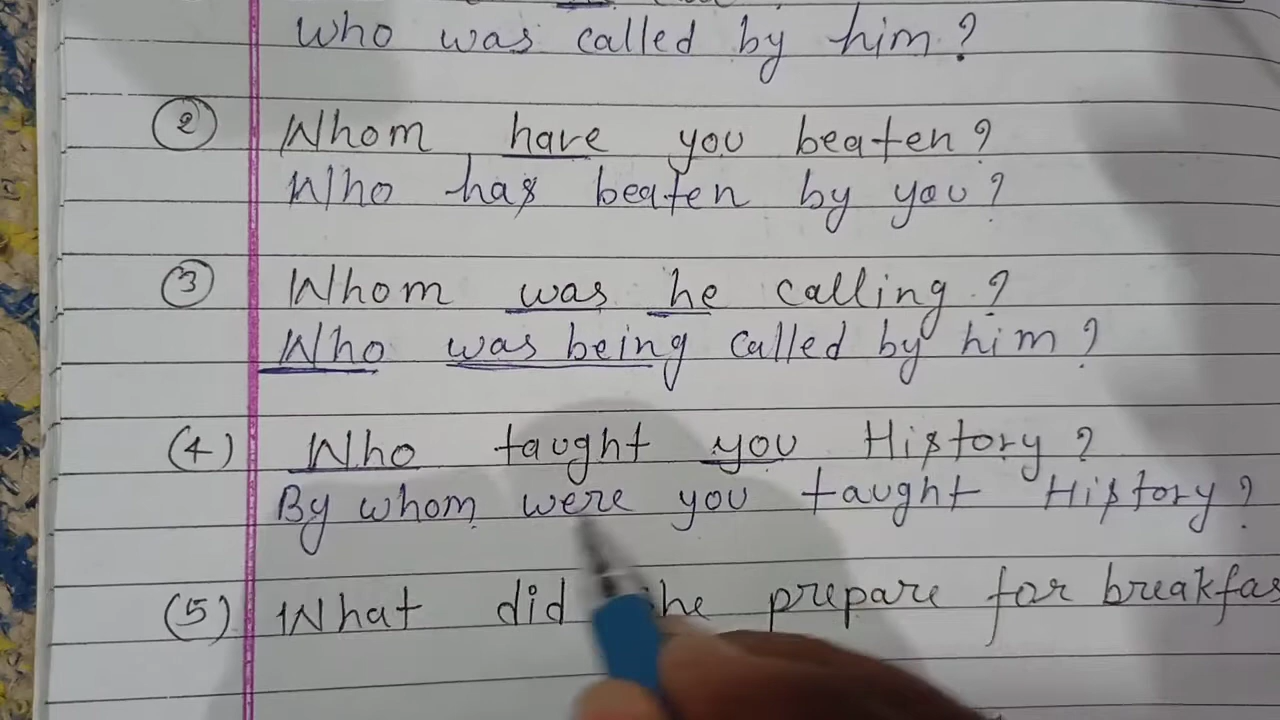 Who was called by him?
(2) Whom have you beaten?
Who has beaten by you?
(3) Whom was he calling?
Who was being called by him?
(4) Who taught you History?
By whom were you taught History?
(5) What did she prepare for